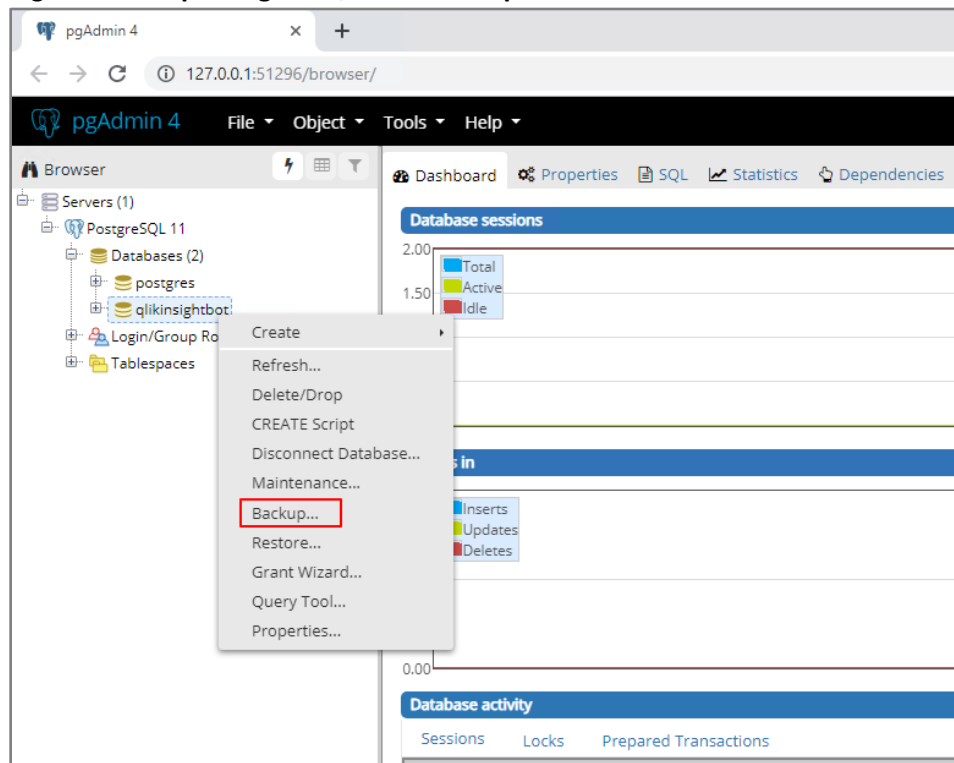 pgAdmin 4
127.0.0.1:51296/browser/
pgAdmin 4 File Object Tools Help
Browser
Dashboard Properties SQL Statistics Dependencies
Servers (1)
PostgreSQL 11
Databases (2)
postgres
qlikinsightbot
Login/Group Ro
Tablespaces
Create
Refresh...
Delete/Drop
CREATE Script
Disconnect Database...
Maintenance...
Backup...
Restore...
Grant Wizard...
Query Tool...
Properties...
Database sessions
2.00
Total
1.50
Active
Idle
s in
Inserts
Updates
Deletes
0.00
Database activity
Sessions Locks Prepared Transactions